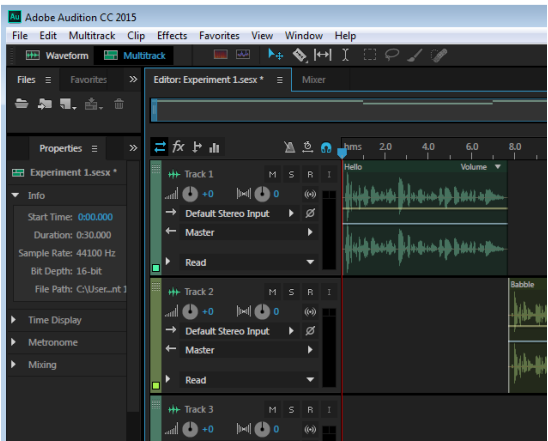 Au Adobe Audition CC 2015
File Edit Multitrack Clip Effects Favorites View Window Help
Waveform Multitrack
Files Favorites Editor: Experiment 1.sesx * Mixer
Properties fx hms 2.0 4.0 6.0 8.0
Experiment 1.sesx *
Track 1 M S R I Hello Volume
Info +0 0
Start Time: 0:00.000 Default Stereo Input
Duration: 0:30.000 Master
Sample Rate: 44100 Hz
Bit Depth: 16-bit Read
File Path: C:\User...nt 1 Track 2 M S R I Babble
+0 0
Time Display Default Stereo Input
Metronome Master
Mixing
Read
Track 3 M S R I
+0 0